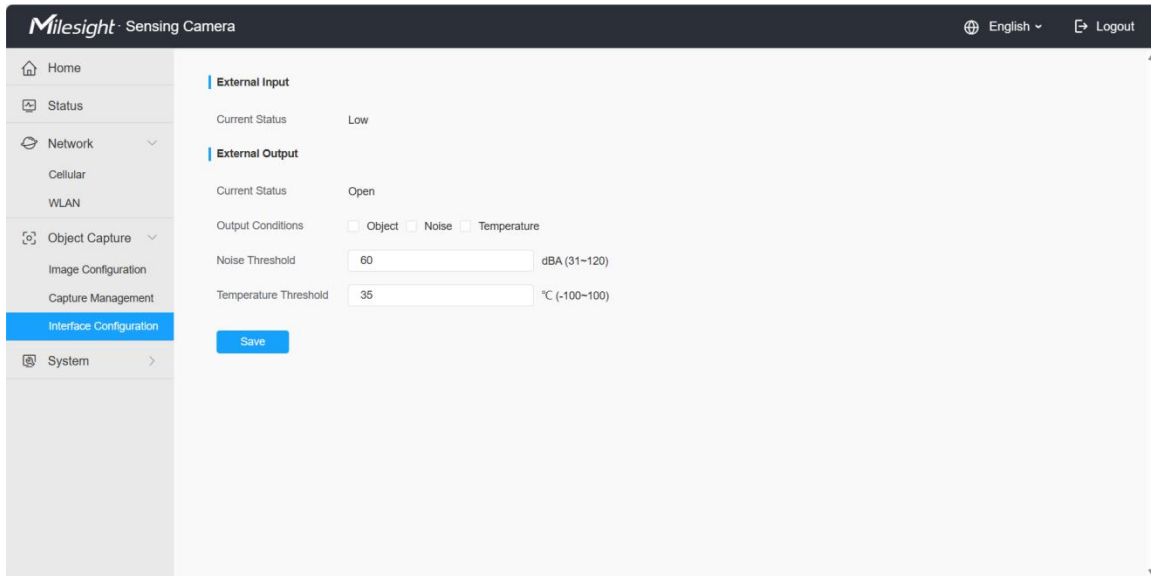 Milesight · Sensing Camera
English
Logout
Home
Status
Network
Cellular
WLAN
Object Capture
Image Configuration
Capture Management
Interface Configuration
System
External Input
Current Status Low
External Output
Current Status Open
Output Conditions Object Noise Temperature
Noise Threshold 60 dBA (31~120)
Temperature Threshold 35 ℃ (-100~100)
Save